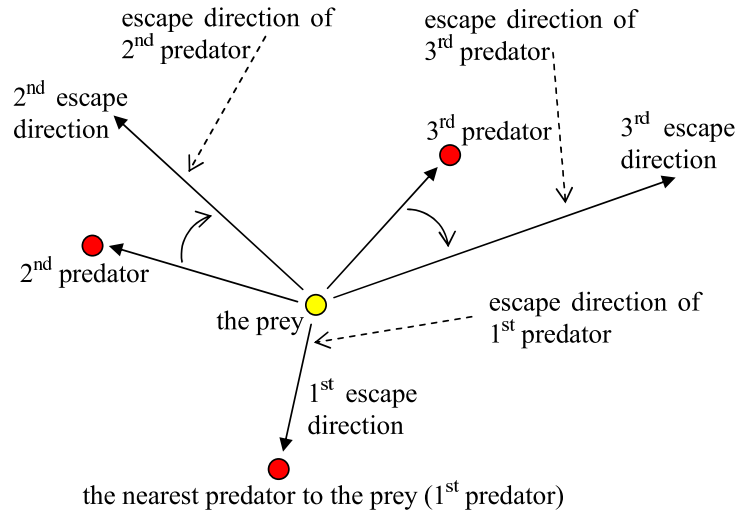 escape direction of
2nd predator
escape direction of
3rd predator
2nd escape
direction
3rd predator
3rd escape
direction
2nd predator
the prey
escape direction of
1st predator
1st escape
direction
the nearest predator to the prey (1st predator)